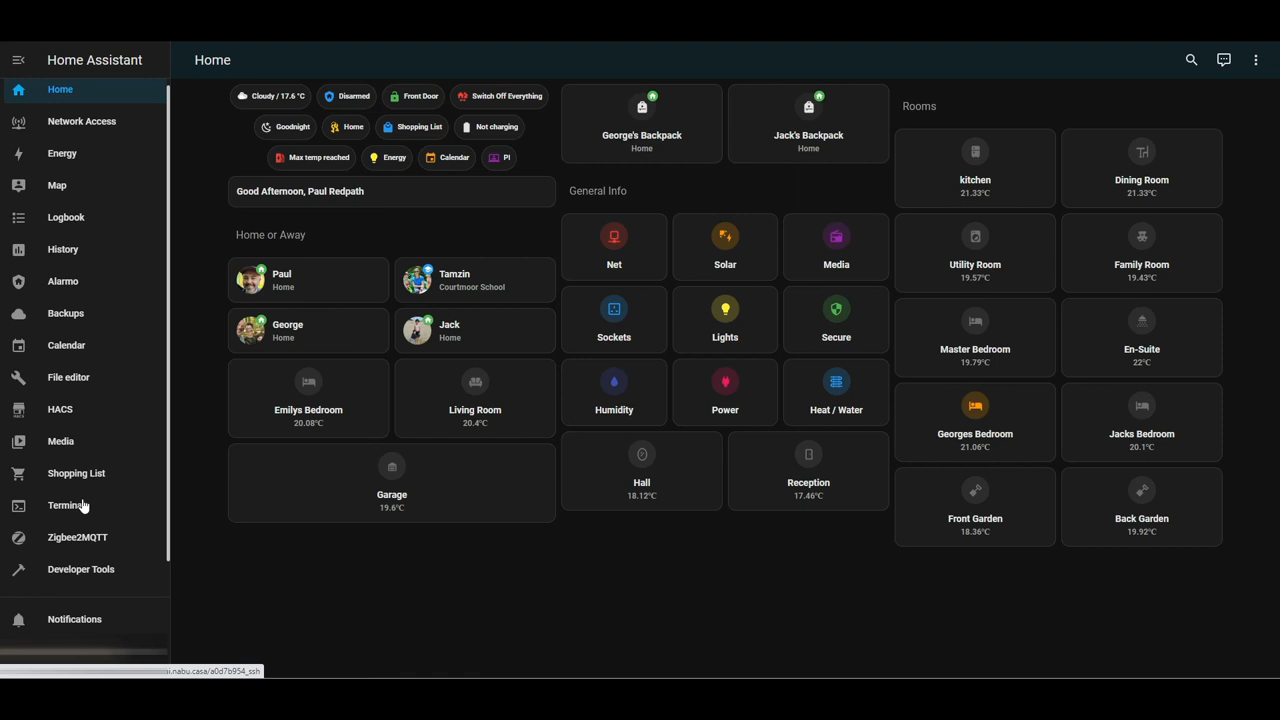 Home Assistant
Home
Network Access
Energy
Map
Logbook
History
Alarmo
Backups
Calendar
File editor
HACS
Media
Shopping List
Terminal
Zigbee2MQTT
Developer Tools
Notifications
.nabu.casa/a0d7b954_ssh
Home
Cloudy / 17.6 °C
Disarmed
Front Door
Switch Off Everything
Goodnight
Home
Shopping List
Not charging
Max temp reached
Energy
Calendar
PI
Good Afternoon, Paul Redpath
Home or Away
Paul
Home
Tamzin
Courtmoor School
George
Home
Jack
Home
Emilys Bedroom
20.08°C
Living Room
20.4°C
Garage
19.6°C
George's Backpack
Home
Jack's Backpack
Home
General Info
Net
Solar
Media
Sockets
Lights
Secure
Humidity
Power
Heat / Water
Hall
18.12°C
Reception
17.46°C
Rooms
kitchen
21.33°C
Dining Room
21.33°C
Utility Room
19.57°C
Family Room
19.43°C
Master Bedroom
19.79°C
En-Suite
22°C
Georges Bedroom
21.06°C
Jacks Bedroom
20.1°C
Front Garden
18.36°C
Back Garden
19.92°C